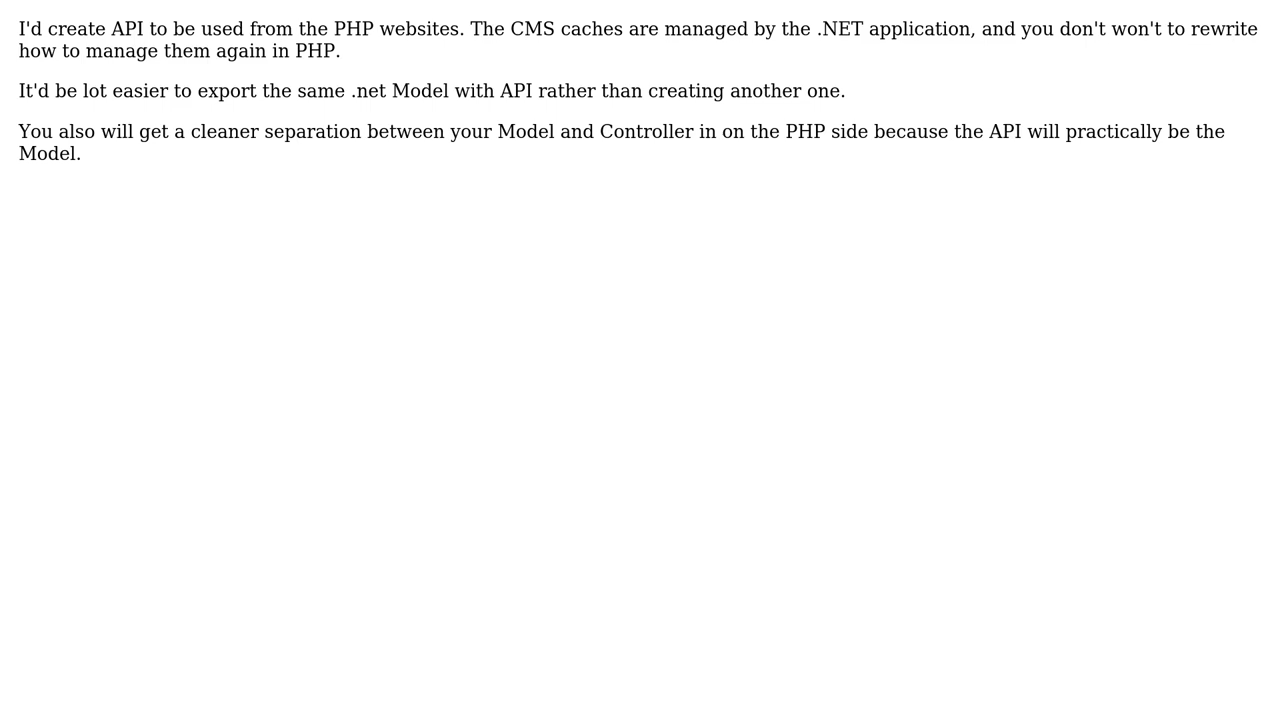 I'd create API to be used from the PHP websites. The CMS caches are managed by the .NET application, and you don't won't to rewrite
how to manage them again in PHP.
It'd be lot easier to export the same .net Model with API rather than creating another one.
You also will get a cleaner separation between your Model and Controller in on the PHP side because the API will practically be the
Model.